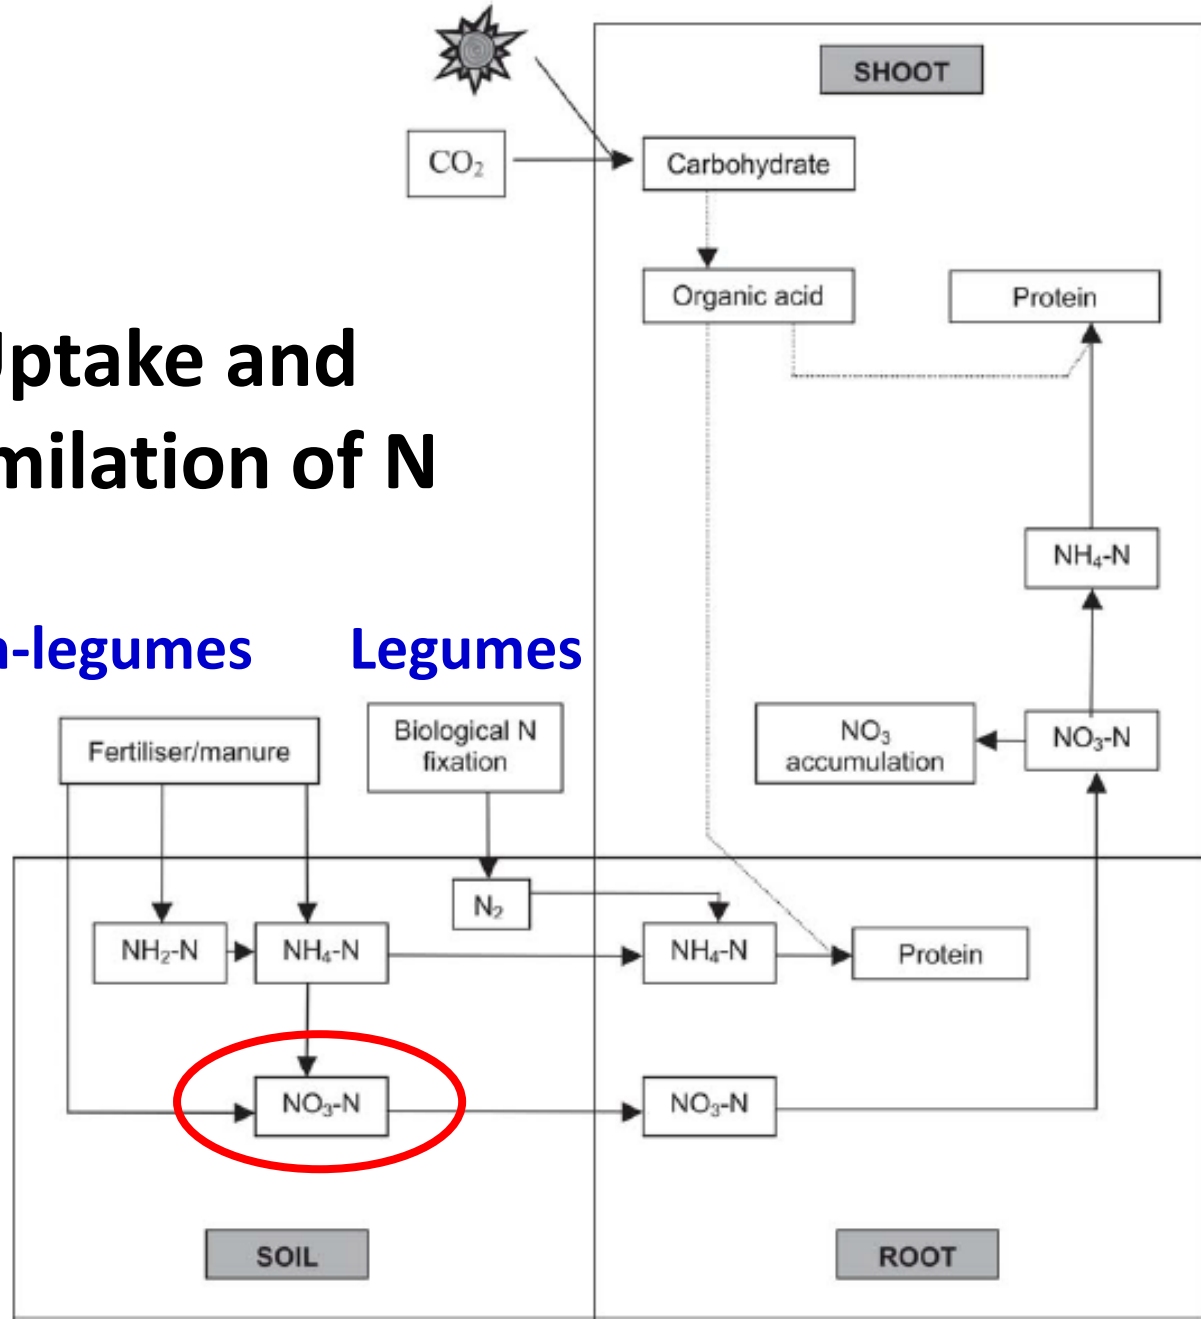 SHOOT
CO₂
Carbohydrate
Organic acid
Protein
Uptake and
milation of N
NH₄-N
n-legumes
Legumes
Fertiliser/manure
Biological N
fixation
NO₃
accumulation
NO₃-N
N₂
NH₂-N
NH₄-N
NH₄-N
Protein
NO₃-N
NO₃-N
SOIL
ROOT